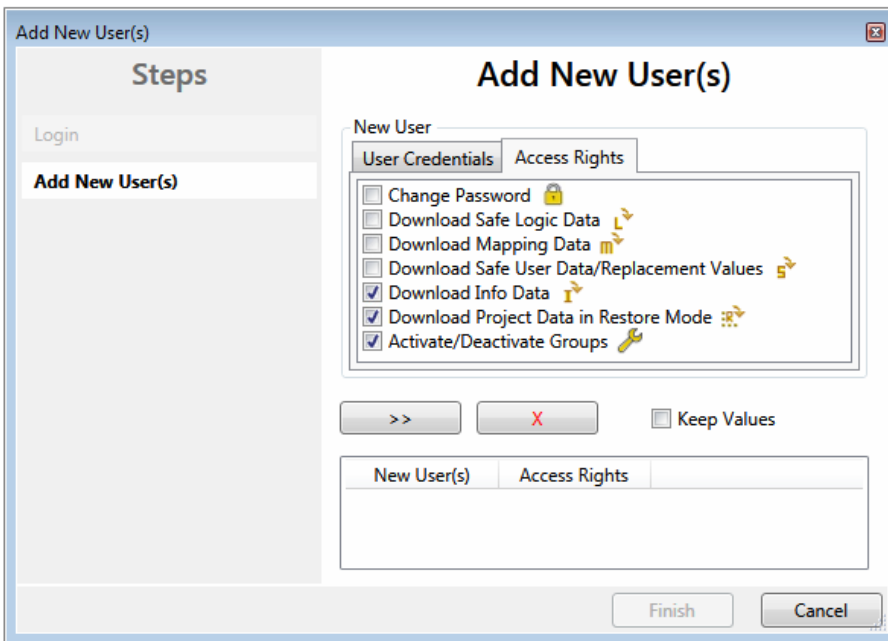 Add New User(s)
Steps
Login
Add New User(s)
Add New User(s)
New User
User Credentials
Access Rights
Change Password
Download Safe Logic Data L
Download Mapping Data m
Download Safe User Data/Replacement Values s
Download Info Data I
Download Project Data in Restore Mode R
Activate/Deactivate Groups
>>
X
Keep Values
New User(s) Access Rights
Finish
Cancel